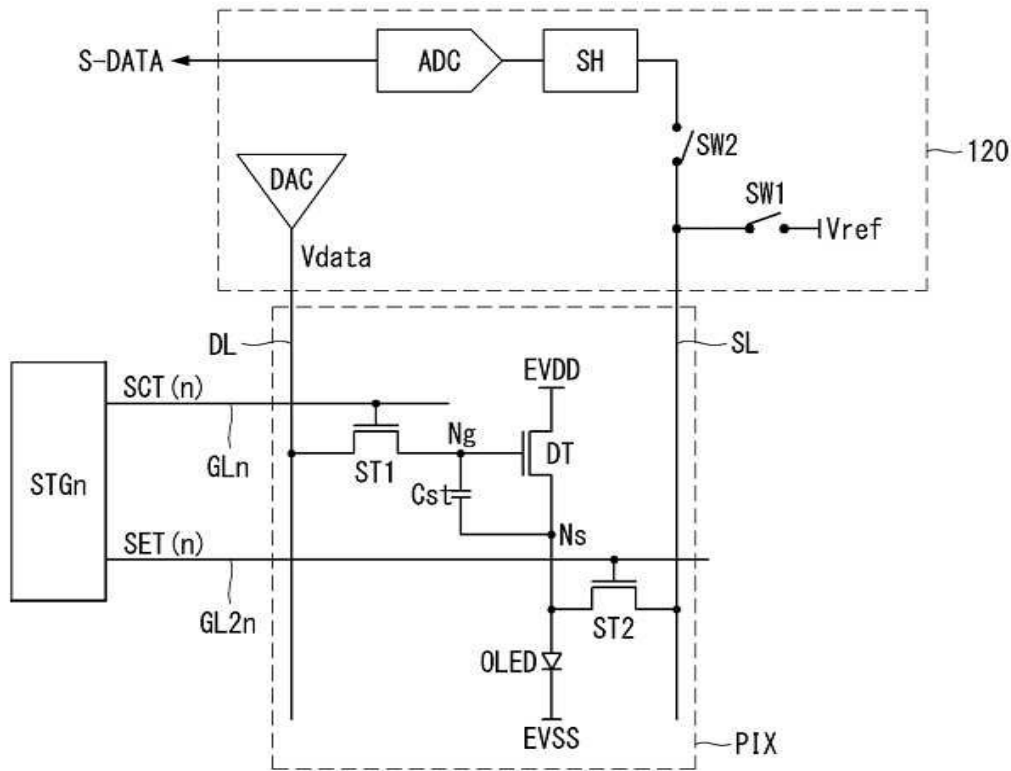 S-DATA
ADC
SH
SW2
120
DAC
SW1
Vref
Vdata
DL
SL
EVDD
SCT(n)
Ng
DT
GLn
ST1
STGn
Cst
Ns
SET(n)
GL2n
ST2
OLED
EVSS
PIX